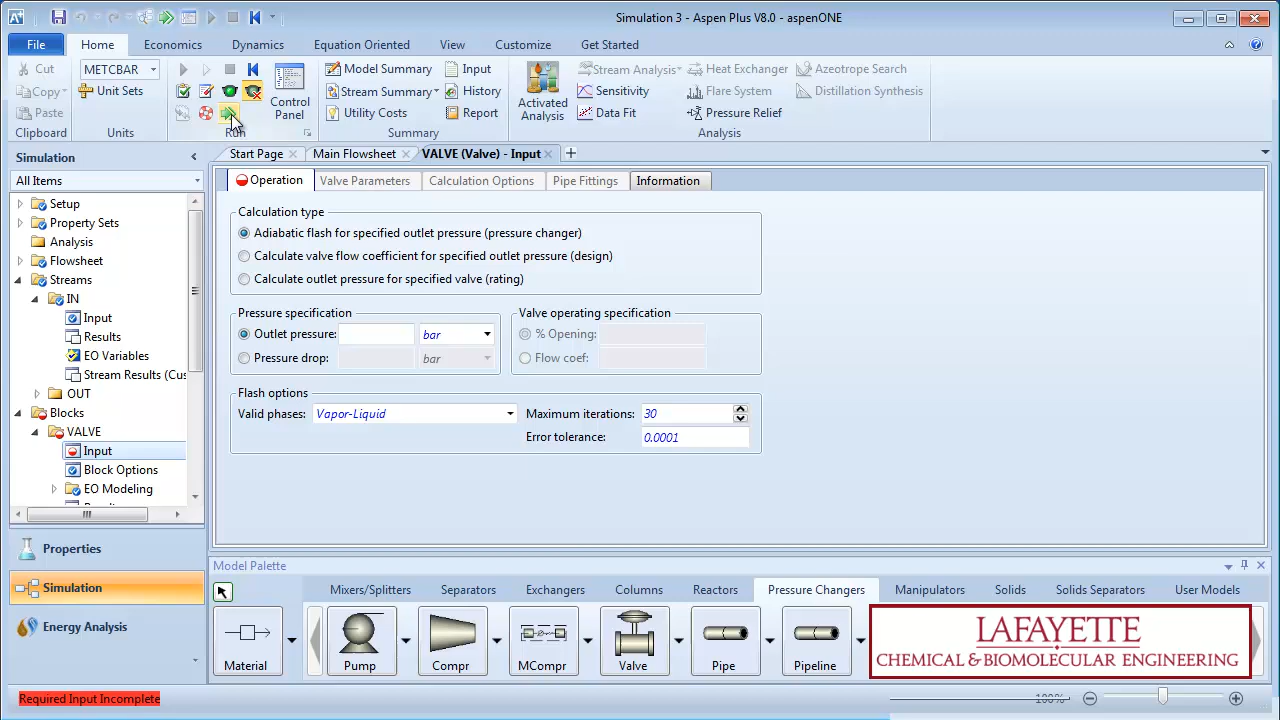 Simulation 3 - Aspen Plus V8.0 - aspenONE
File Home Economics Dynamics Equation Oriented View Customize Get Started
Cut METCBAR Model Summary Input Stream Analysis Heat Exchanger Azeotrope Search
Copy Unit Sets Stream Summary History Sensitivity Flare System Distillation Synthesis
Paste Control Panel Utility Costs Report Activated Analysis Data Fit Pressure Relief
Clipboard Units Run Summary Analysis
Simulation
All Items
Setup
Property Sets
Analysis
Flowsheet
Streams
IN
Input
Results
EO Variables
Stream Results (Cus
OUT
Blocks
VALVE
Input
Block Options
EO Modeling
Properties
Simulation
Energy Analysis
Start Page Main Flowsheet VALVE (Valve) - Input
Operation Valve Parameters Calculation Options Pipe Fittings Information
Calculation type
Adiabatic flash for specified outlet pressure (pressure changer)
Calculate valve flow coefficient for specified outlet pressure (design)
Calculate outlet pressure for specified valve (rating)
Pressure specification Valve operating specification
Outlet pressure: bar % Opening:
Pressure drop: bar Flow coef:
Flash options
Valid phases: Vapor-Liquid Maximum iterations: 30
Error tolerance: 0.0001
Model Palette
Mixers/Splitters Separators Exchangers Columns Reactors Pressure Changers Manipulators Solids Solids Separators User Models
Material Pump Compr MCompr Valve Pipe Pipeline
LAFAYETTE
CHEMICAL & BIOMOLECULAR ENGINEERING
Required Input Incomplete 100%